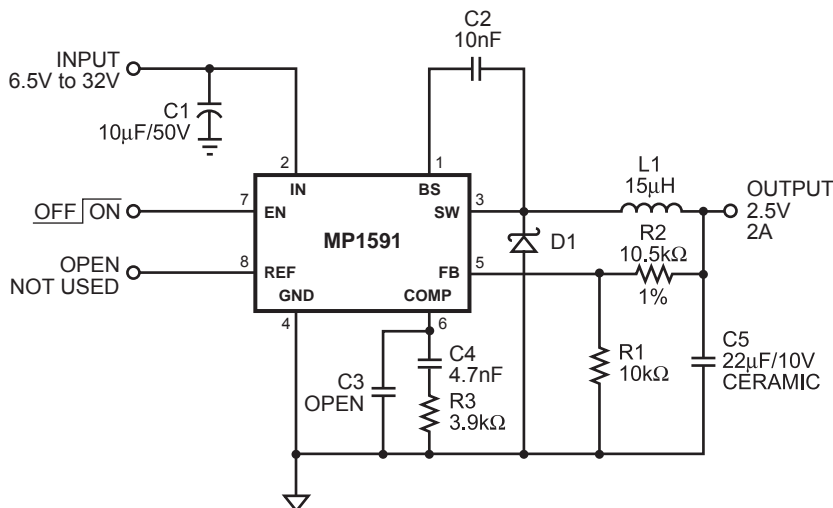 C2
10nF
INPUT
6.5V to 32V
C1
10µF/50V
2
1
IN
BS
L1
15µH
OUTPUT
2.5V
2A
7
3
OFF ON
EN
SW
MP1591
D1
R2
10.5kΩ
1%
OPEN
NOT USED
8
REF
FB
5
GND
COMP
4
6
C3
OPEN
C4
4.7nF
R3
3.9kΩ
R1
10kΩ
C5
22µF/10V
CERAMIC